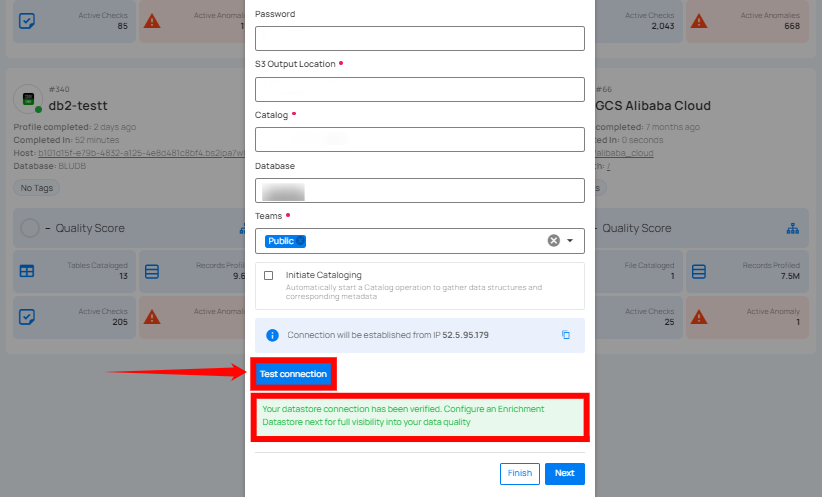 Active Checks
85
Active Anomalies
#340
db2-testt
Profile completed: 2 days ago
Completed In: 52 minutes
Host: b101d15f-e79b-4832-a125-4e8d481c8bf4.bs2ipa7w
Database: BLUDB
No Tags
– Quality Score
Tables Cataloged
13
Records Profiled
9.6
Active Checks
205
Active Anomalies
Password
S3 Output Location •
Catalog •
Database
Teams •
Public
Initiate Cataloging
Automatically start a Catalog operation to gather data structures and
corresponding metadata
Connection will be established from IP 52.5.95.179
Test connection
Your datastore connection has been verified. Configure an Enrichment
Datastore next for full visibility into your data quality
Finish
Next
Active Checks
2,043
Active Anomalies
668
#66
GCS Alibaba Cloud
completed: 7 months ago
In: 0 seconds
/alibaba_cloud
/
Quality Score
File Cataloged
1
Records Profiled
7.5M
Active Checks
25
Active Anomaly
1